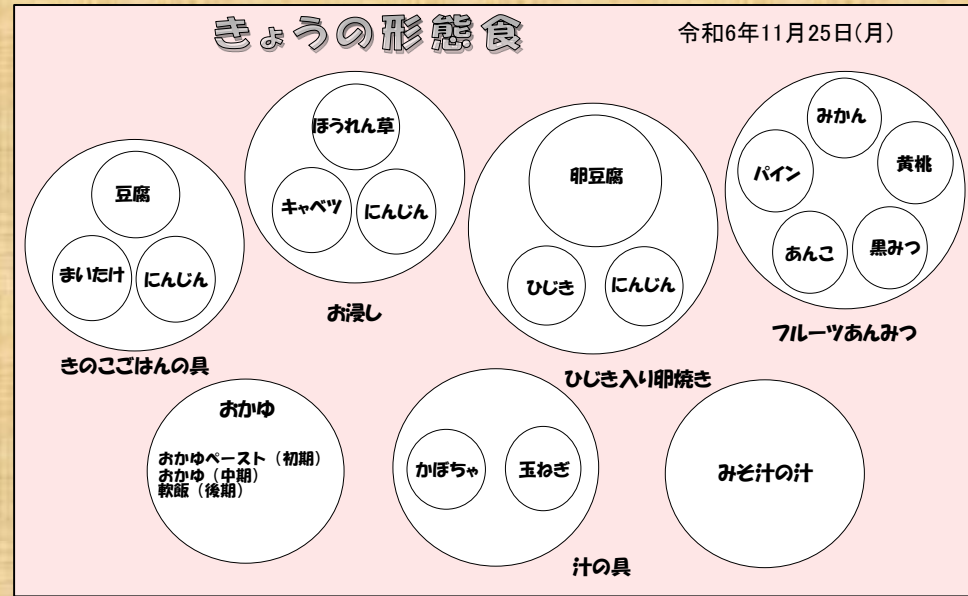 きょうの形態食
令和6年11月25日(月)
豆腐
まいたけ
にんじん
きのこごはんの具
ほうれん草
キャベツ
にんじん
お浸し
卵豆腐
ひじき
にんじん
ひじき入り卵焼き
みかん
パイン
黄桃
あんこ
黒みつ
フルーツあんみつ
おかゆ
おかゆペースト（初期）
おかゆ（中期）
軟飯（後期）
かぼちゃ
玉ねぎ
汁の具
みそ汁の汁